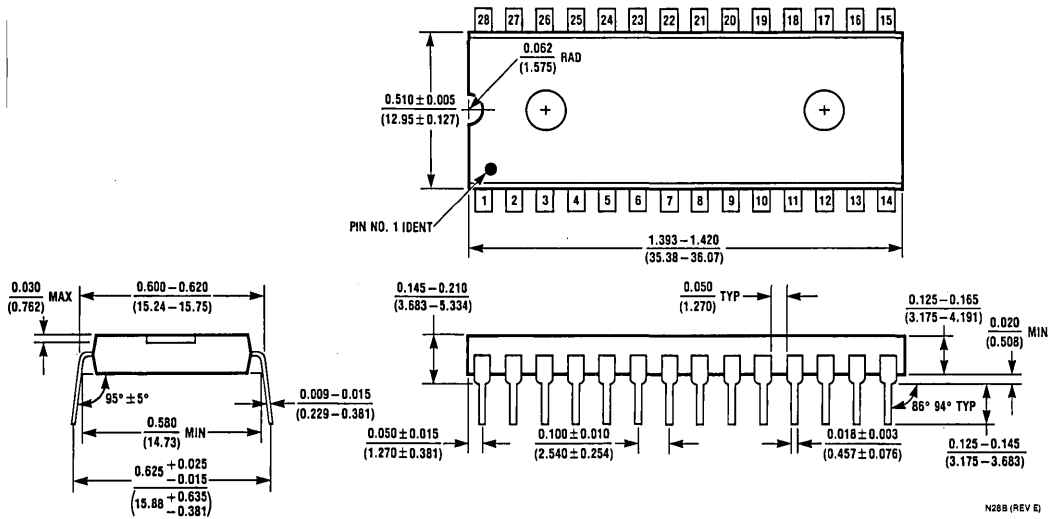 28 27 26 25 24 23 22 21 20 19 18 17 16 15
0.062
(1.575)
RAD
0.510 ± 0.005
(12.95 ± 0.127)
1 2 3 4 5 6 7 8 9 10 11 12 13 14
PIN NO. 1 IDENT
1.393 – 1.420
(35.38 – 36.07)
0.030
(0.762)
MAX
0.600 – 0.620
(15.24 – 15.75)
95° ± 5°
0.580
(14.73)
MIN
0.009 – 0.015
(0.229 – 0.381)
0.625 +0.025 −0.015
(15.88 +0.635 −0.381)
0.145 – 0.210
(3.683 – 5.334)
0.050
(1.270)
TYP
0.125 – 0.165
(3.175 – 4.191)
0.020
(0.508)
MIN
86° 94° TYP
0.050 ± 0.015
(1.270 ± 0.381)
0.100 ± 0.010
(2.540 ± 0.254)
0.018 ± 0.003
(0.457 ± 0.076)
0.125 – 0.145
(3.175 – 3.683)
N28B (REV E)